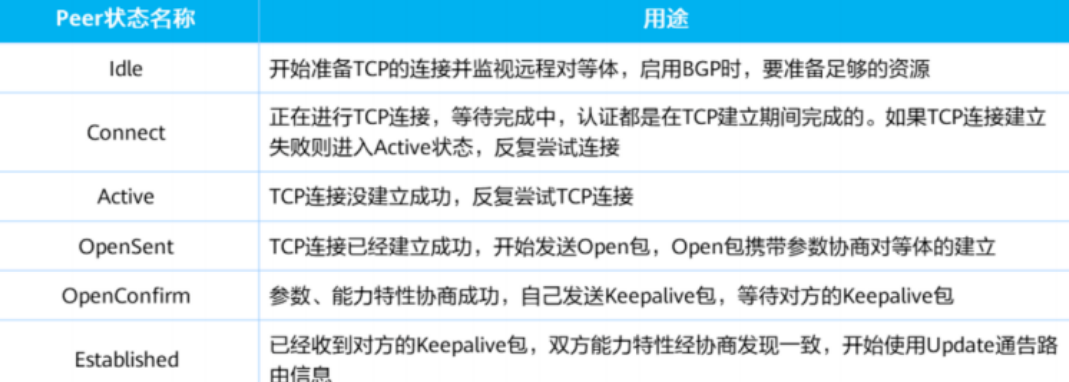 Peer状态名称 用途
Idle 开始准备TCP的连接并监视远程对等体，启用BGP时，要准备足够的资源
Connect 正在进行TCP连接，等待完成中，认证都是在TCP建立期间完成的。如果TCP连接建立
失败则进入Active状态，反复尝试连接
Active TCP连接没建立成功，反复尝试TCP连接
OpenSent TCP连接已经建立成功，开始发送Open包，Open包携带参数协商对等体的建立
OpenConfirm 参数、能力特性协商成功，自己发送Keepalive包，等待对方的Keepalive包
Established 已经收到对方的Keepalive包，双方能力特性经协商发现一致，开始使用Update通告路
由信息